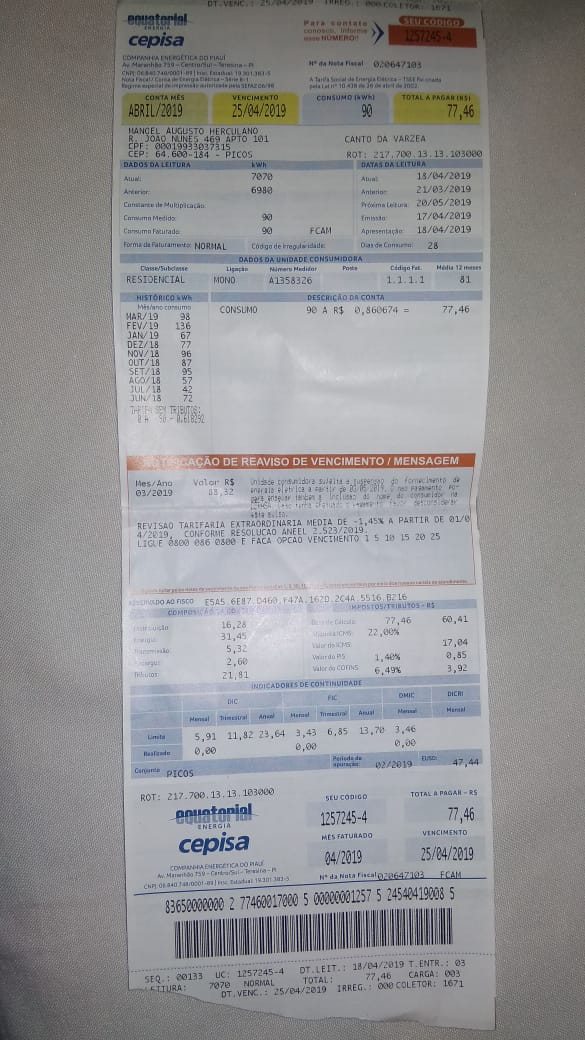 DT.VENC.: 25/04/2019 IRREG.: 000 COLETOR: 1671
equatorial
ENERGIA
cepisa
Para contato
conosco, informe
esse NÚMERO!!
SEU CÓDIGO
1257245-4
COMPANHIA ENERGÉTICA DO PIAUÍ
Av. Maranhão 759 - Centro/Sul - Teresina - PI
CNPJ 06.840.748/0001-89 | Insc. Estadual: 19.301.383-5
Nota Fiscal/ Conta de Energia Elétrica - Série B-1
Regime especial de impressão autorizada pela SEFAZ 06/98
Nº da Nota Fiscal 020647103
A Tarifa Social de Energia Elétrica - TSEE foi criada
pela Lei nº 10.438 de 26 de abril de 2002.
CONTA MÊS VENCIMENTO CONSUMO (kWh) TOTAL A PAGAR (R$)
ABRIL/2019 25/04/2019 90 77,46
MANOEL AUGUSTO HERCULANO
R. JOAO NUNES 469 APTO 101 CANTO DA VARZEA
CPF: 00019933037315
CEP: 64.600-184 - PICOS ROT: 217.700.13.13.103000
DADOS DA LEITURA kWh DATAS DA LEITURA
Atual: 7070 Atual: 18/04/2019
Anterior: 6980 Anterior: 21/03/2019
Constante de Multiplicação: Próxima Leitura: 20/05/2019
Consumo Medido: 90 Emissão: 17/04/2019
Consumo Faturado: 90 FCAM Apresentação: 18/04/2019
Forma de Faturamento: NORMAL Código de Irregularidade: Dias de Consumo: 28
DADOS DA UNIDADE CONSUMIDORA
Classe/Subclasse Ligação Número Medidor Poste Código Fat. Média 12 meses
RESIDENCIAL MONO A1358326 1.1.1.1 81
HISTÓRICO kWh DESCRIÇÃO DA CONTA
Mês/ano consumo
CONSUMO 90 A R$ 0,860674 = 77,46
MAR/19 98
FEV/19 136
JAN/19 67
DEZ/18 77
NOV/18 96
OUT/18 87
SET/18 95
AGO/18 57
JUL/18 42
JUN/18 72
TARIFA SEM TRIBUTOS:
0 A 90 - 0.618292
DE REAVISO DE VENCIMENTO / MENSAGEM
Mes/Ano Valor R$
03/2019 83,32
Unidade consumidora sujeita a suspensao do fornecimento de
energia eletrica a partir de 03/05/2019,
REVISAO TARIFARIA EXTRAORDINARIA MEDIA DE -1,45% A PARTIR DE 01/0
4/2019, CONFORME RESOLUCAO ANEEL 2.523/2019.
LIGUE 0800 086 0800 E FACA OPCAO VENCIMENTO 1 5 10 15 20 25
RESERVADO AO FISCO E5A5.6E87.D460.F47A.162D.2C4A.5516.B216
IMPOSTOS/TRIBUTOS - R$
Distribuição 16,28 Base de Cálculo 77,46 60,41
Energia 31,45 Alíquota ICMS 22,00%
Transmissão 5,32 Valor do ICMS 17,04
Encargos 2,60 Valor do PIS 1,40% 0,85
Tributos 21,81 Valor do COFINS 6,49% 3,92
INDICADORES DE CONTINUIDADE
DIC FIC DMIC DICRI
Mensal Trimestral Anual Mensal Trimestral Anual Mensal Mensal
Limite 5,91 11,82 23,64 3,43 6,85 13,70 3,46
Realizado 0,00 0,00 0,00
Conjunto PICOS Período de apuração: 02/2019 EUSD: 47,44
ROT: 217.700.13.13.103000
equatorial
ENERGIA
cepisa
SEU CÓDIGO TOTAL A PAGAR - R$
1257245-4 77,46
MÊS FATURADO VENCIMENTO
04/2019 25/04/2019
COMPANHIA ENERGÉTICA DO PIAUÍ
Av. Maranhão 759 - Centro/Sul - Teresina - PI
CNPJ 06.840.748/0001-89 | Insc. Estadual: 19.301.383-5
Nº da Nota Fiscal 020647103 FCAM
83650000000 2 77460017000 5 00000001257 5 24540419008 5
SEQ.: 00133 UC: 1257245-4 DT.LEIT.: 18/04/2019 T.ENTR.: 03
LEITURA: 7070 NORMAL TOTAL: 77,46 CARGA: 003
DT.VENC.: 25/04/2019 IRREG.: 000 COLETOR: 1671